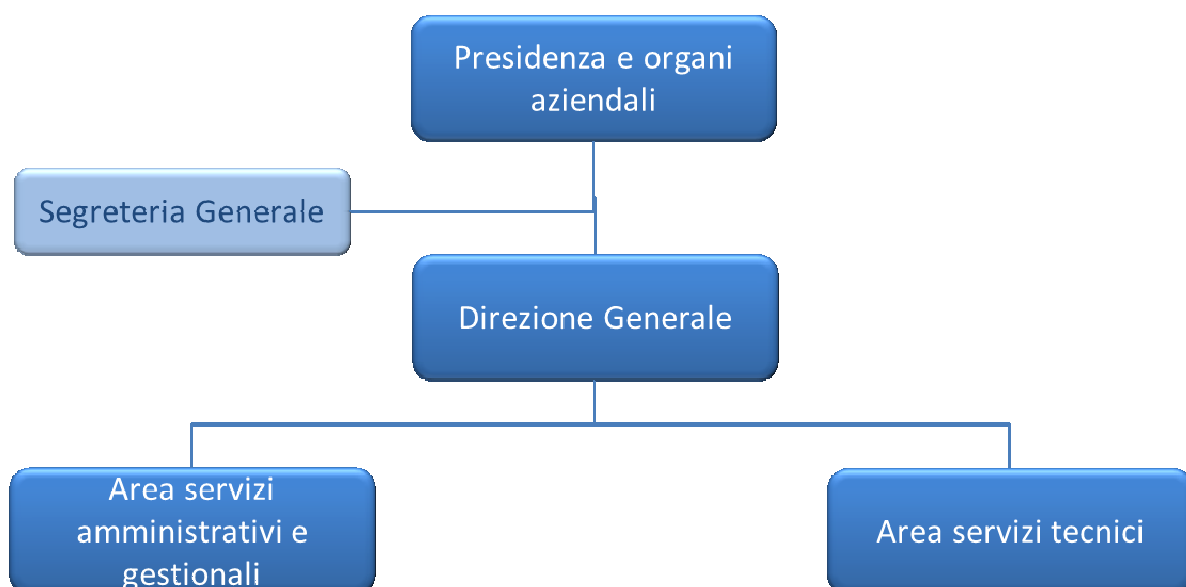 Presidenza e organi
aziendali
Segreteria Generale
Direzione Generale
Area servizi
amministrativi e
gestionali
Area servizi tecnici